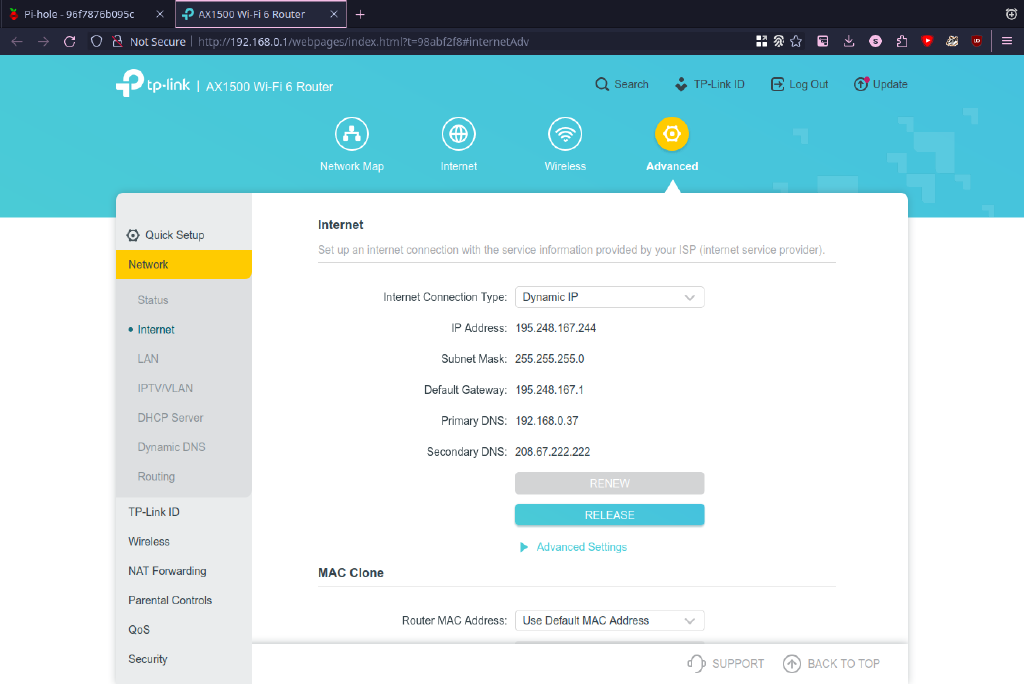 Pi-hole - 96f7876b095c
AX1500 Wi-Fi 6 Router
Not Secure
http://192.168.0.1/webpages/index.html?t=98abf2f8#internetAdv
tp-link | AX1500 Wi-Fi 6 Router
Search
TP-Link ID
Log Out
Update
Network Map
Internet
Wireless
Advanced
Quick Setup
Network
Status
Internet
LAN
IPTV/VLAN
DHCP Server
Dynamic DNS
Routing
TP-Link ID
Wireless
NAT Forwarding
Parental Controls
QoS
Security
Internet
Set up an internet connection with the service information provided by your ISP (internet service provider).
Internet Connection Type: Dynamic IP
IP Address: 195.248.167.244
Subnet Mask: 255.255.255.0
Default Gateway: 195.248.167.1
Primary DNS: 192.168.0.37
Secondary DNS: 208.67.222.222
RENEW
RELEASE
Advanced Settings
MAC Clone
Router MAC Address: Use Default MAC Address
SUPPORT
BACK TO TOP